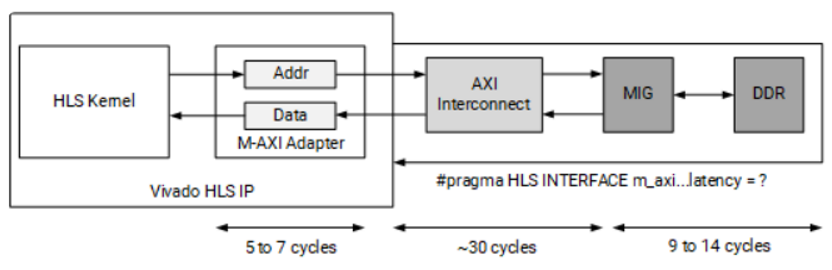 HLS Kernel
Addr
Data
M-AXI Adapter
AXI
Interconnect
MIG
DDR
Vivado HLS IP
#pragma HLS INTERFACE m_axi...latency = ?
5 to 7 cycles
~30 cycles
9 to 14 cycles